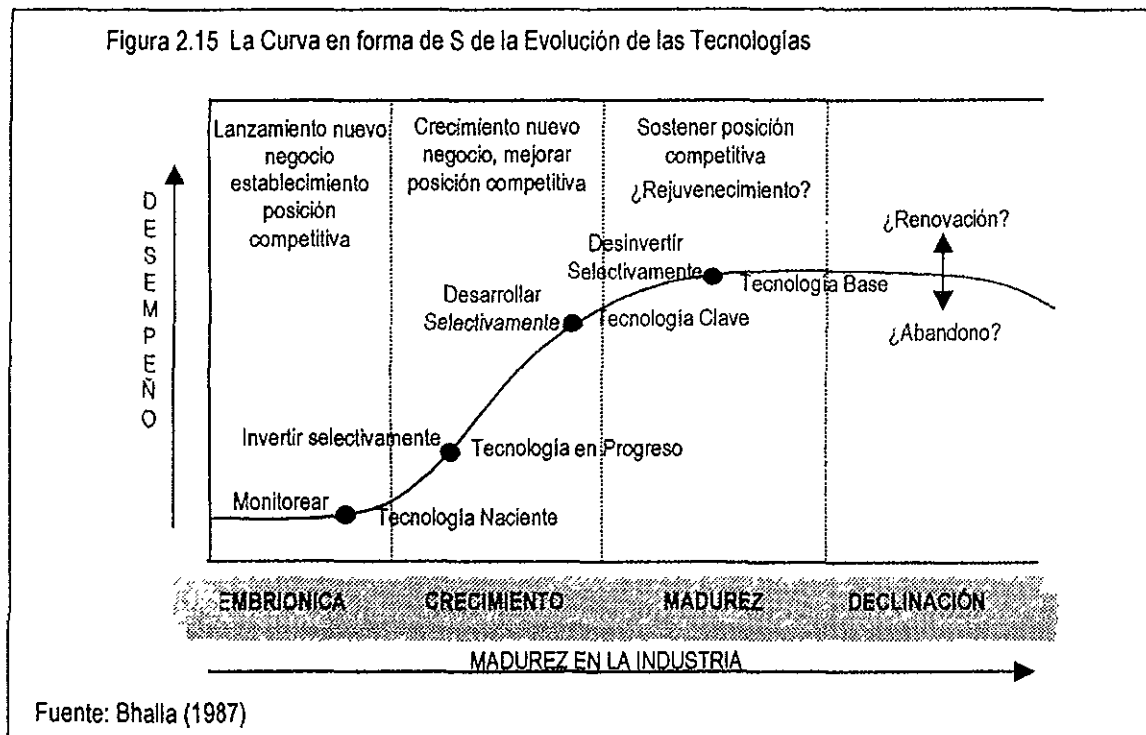 Figura 2.15 La Curva en forma de S de la Evolución de las Tecnologías
Lanzamiento nuevo
negocio
establecimiento
posición
competitiva
Crecimiento nuevo
negocio, mejorar
posición competitiva
Sostener posición
competitiva
¿Rejuvenecimiento?
¿Renovación?
¿Abandono?
DESEMPEÑO
Desinvertir
Selectivamente
Tecnología Base
Desarrollar
Selectivamente
Tecnología Clave
Invertir selectivamente
Tecnología en Progreso
Monitorear
Tecnología Naciente
EMBRIONICA
CRECIMIENTO
MADUREZ
DECLINACIÓN
MADUREZ EN LA INDUSTRIA
Fuente: Bhalla (1987)